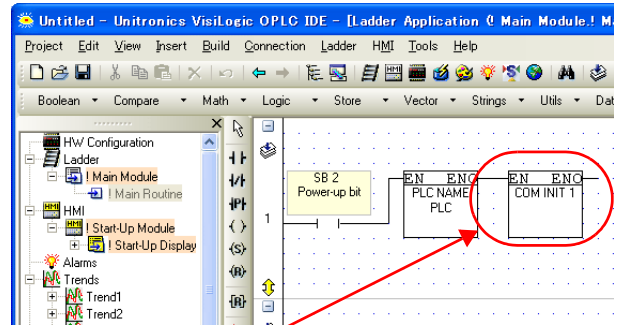 Untitled - Unitronics VisiLogic OPLC IDE - [Ladder Application (! Main Module.! M
Project Edit View Insert Build Connection Ladder HMI Tools Help
Boolean Compare Math Logic Store Vector Strings Utils Dat
HW Configuration
Ladder
! Main Module
! Main Routine
HMI
! Start-Up Module
! Start-Up Display
Alarms
Trends
Trend1
Trend2
SB 2
Power-up bit
1
EN ENO
PLC NAME
PLC
EN ENO
COM INIT 1